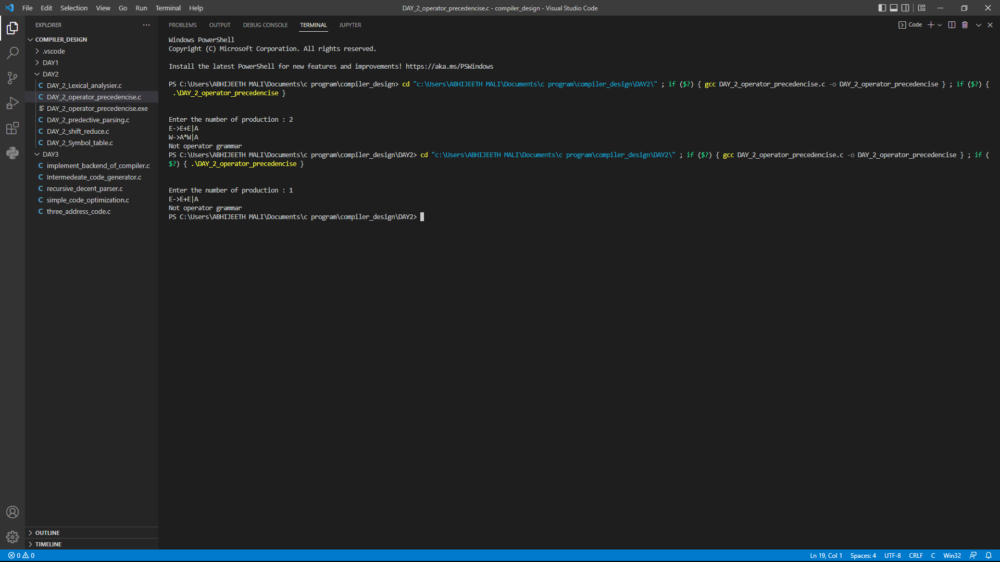 File Edit Selection View Go Run Terminal Help
DAY_2_operator_precedencise.c - compiler_design - Visual Studio Code
EXPLORER
COMPILER_DESIGN
.vscode
DAY1
DAY2
C DAY_2_Lexical_analysier.c
C DAY_2_operator_precedencise.c
DAY_2_operator_precedencise.exe
C DAY_2_predective_parsing.c
C DAY_2_shift_reduce.c
C DAY_2_Symbol_table.c
DAY3
C implement_backend_of_compiler.c
C Intermedeate_code_generator.c
C recursive_decent_parser.c
C simple_code_optimization.c
C three_address_code.c
OUTLINE
TIMELINE
PROBLEMS OUTPUT DEBUG CONSOLE TERMINAL JUPYTER
Code
Windows PowerShell
Copyright (C) Microsoft Corporation. All rights reserved.
Install the latest PowerShell for new features and improvements! https://aka.ms/PSWindows
PS C:\Users\ABHIJEETH MALI\Documents\c program\compiler_design> cd "c:\Users\ABHIJEETH MALI\Documents\c program\compiler_design\DAY2\" ; if ($?) { gcc DAY_2_operator_precedencise.c -o DAY_2_operator_precedencise } ; if ($?) {
.\DAY_2_operator_precedencise }
Enter the number of production : 2
E->E+E|A
W->A*W|A
Not operator grammar
PS C:\Users\ABHIJEETH MALI\Documents\c program\compiler_design\DAY2> cd "c:\Users\ABHIJEETH MALI\Documents\c program\compiler_design\DAY2\" ; if ($?) { gcc DAY_2_operator_precedencise.c -o DAY_2_operator_precedencise } ; if (
$?) { .\DAY_2_operator_precedencise }
Enter the number of production : 1
E->E+E|A
Not operator grammar
PS C:\Users\ABHIJEETH MALI\Documents\c program\compiler_design\DAY2>
0 0
Ln 19, Col 1 Spaces: 4 UTF-8 CRLF C Win32